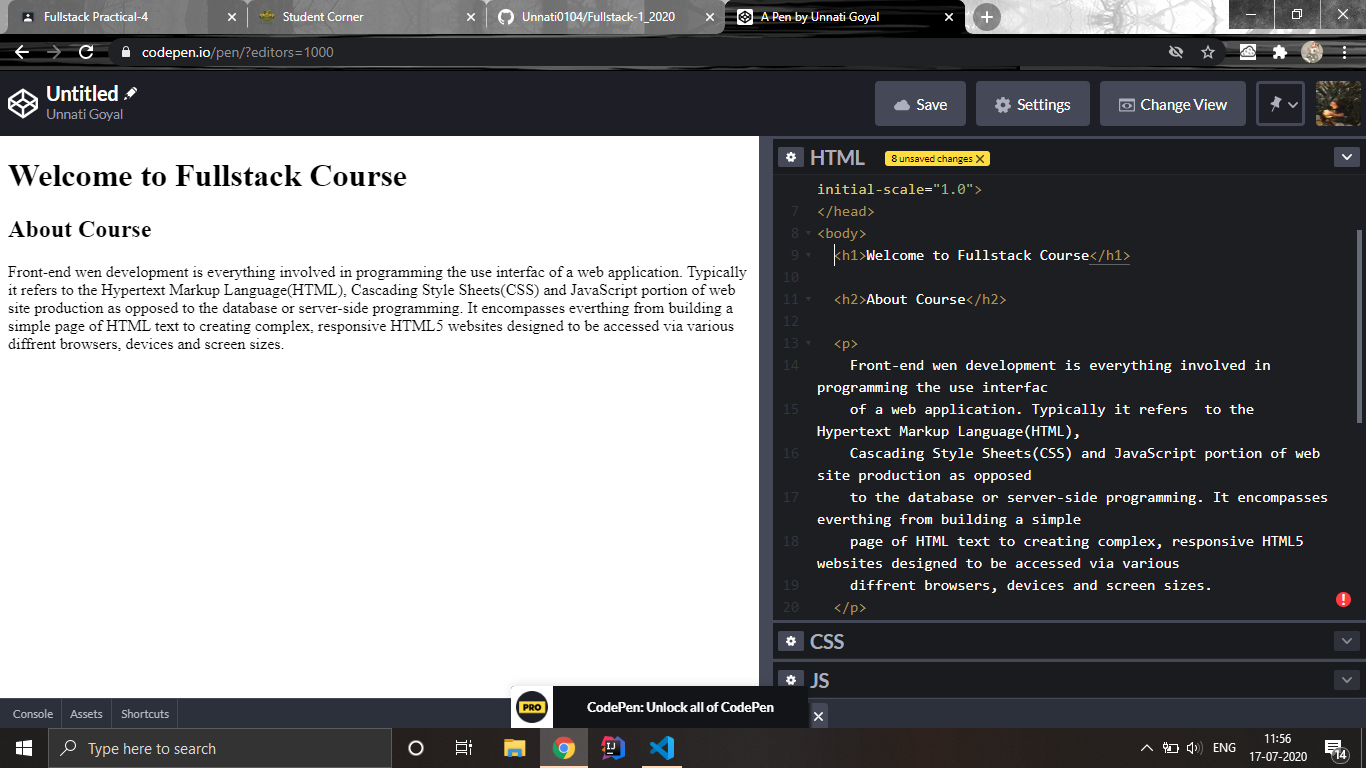 Fullstack Practical-4
Student Corner
Unnati0104/Fullstack-1_2020
A Pen by Unnati Goyal
codepen.io/pen/?editors=1000
Untitled
Unnati Goyal
Save
Settings
Change View
Welcome to Fullstack Course
About Course
Front-end wen development is everything involved in programming the use interfac of a web application. Typically
it refers to the Hypertext Markup Language(HTML), Cascading Style Sheets(CSS) and JavaScript portion of web
site production as opposed to the database or server-side programming. It encompasses everthing from building a
simple page of HTML text to creating complex, responsive HTML5 websites designed to be accessed via various
diffrent browsers, devices and screen sizes.
HTML
8 unsaved changes X
initial-scale="1.0">
7 </head>
8 <body>
9 <h1>Welcome to Fullstack Course</h1>
10
11 <h2>About Course</h2>
12
13 <p>
14 Front-end wen development is everything involved in
programming the use interfac
15 of a web application. Typically it refers  to the
Hypertext Markup Language(HTML),
16 Cascading Style Sheets(CSS) and JavaScript portion of web
site production as opposed
17 to the database or server-side programming. It encompasses
everthing from building a simple
18 page of HTML text to creating complex, responsive HTML5
websites designed to be accessed via various
19 diffrent browsers, devices and screen sizes.
20 </p>
CSS
JS
Console
Assets
Shortcuts
PRO
CodePen: Unlock all of CodePen
Type here to search
ENG
11:56
17-07-2020
14